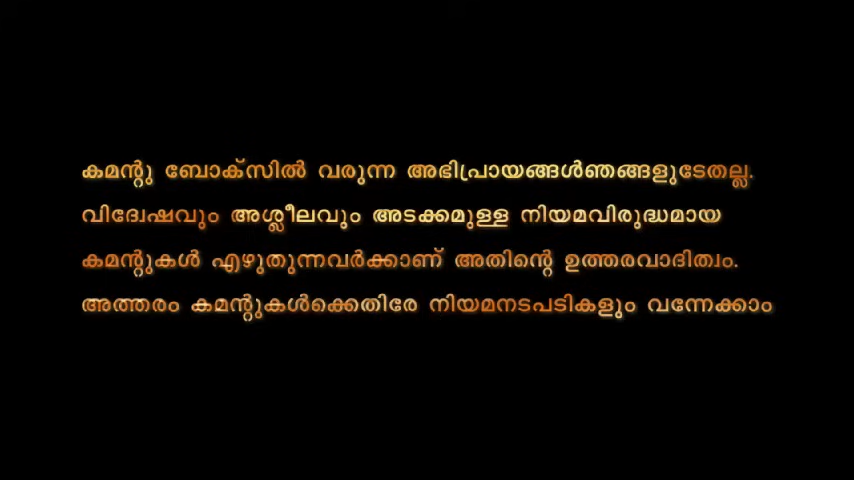 കമന്റു ബോക്സിൽ വരുന്ന അഭിപ്രായങ്ങൾഞങ്ങളുടേതല്ല.
വിദ്വേഷവും അശ്ലീലവും അടക്കമുള്ള നിയമവിരുദ്ധമായ
കമന്റുകൾ എഴുതുന്നവർക്കാണ് അതിന്റെ ഉത്തരവാദിത്വം.
അത്തരം കമന്റുകൾക്കെതിരേ നിയമനടപടികളും വന്നേക്കാം